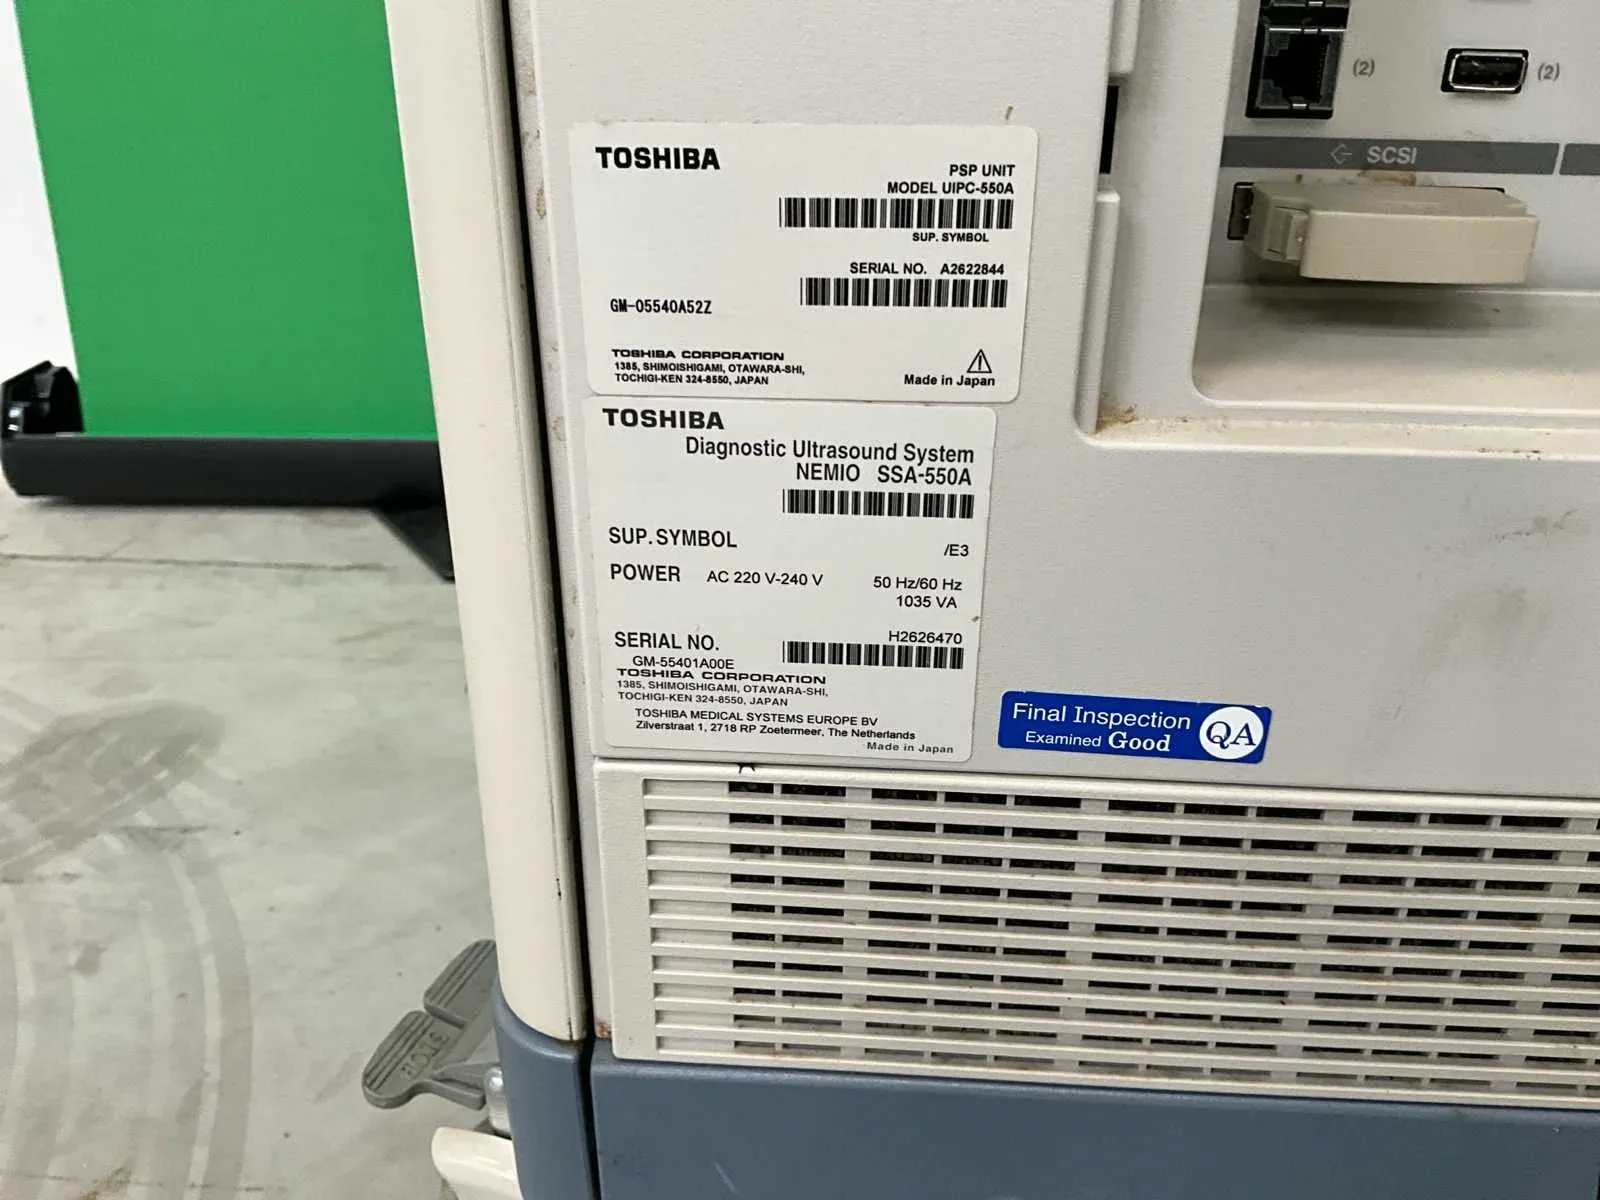 (2)
(2)
SCSI
TOSHIBA
PSP UNIT
MODEL UIPC-550A
SUP. SYMBOL
SERIAL NO. A2622844
GM-05540A52Z
TOSHIBA CORPORATION
1385, SHIMOISHIGAMI, OTAWARA-SHI,
TOCHIGI-KEN 324-8550, JAPAN
Made in Japan
TOSHIBA
Diagnostic Ultrasound System
NEMIO SSA-550A
SUP. SYMBOL
/E3
POWER AC 220 V-240 V 50 Hz/60 Hz
1035 VA
SERIAL NO. H2626470
GM-55401A00E
TOSHIBA CORPORATION
1385, SHIMOISHIGAMI, OTAWARA-SHI,
TOCHIGI-KEN 324-8550, JAPAN
TOSHIBA MEDICAL SYSTEMS EUROPE BV
Zilverstraat 1, 2718 RP Zoetermeer, The Netherlands
Made in Japan
Final Inspection
Examined Good
QA